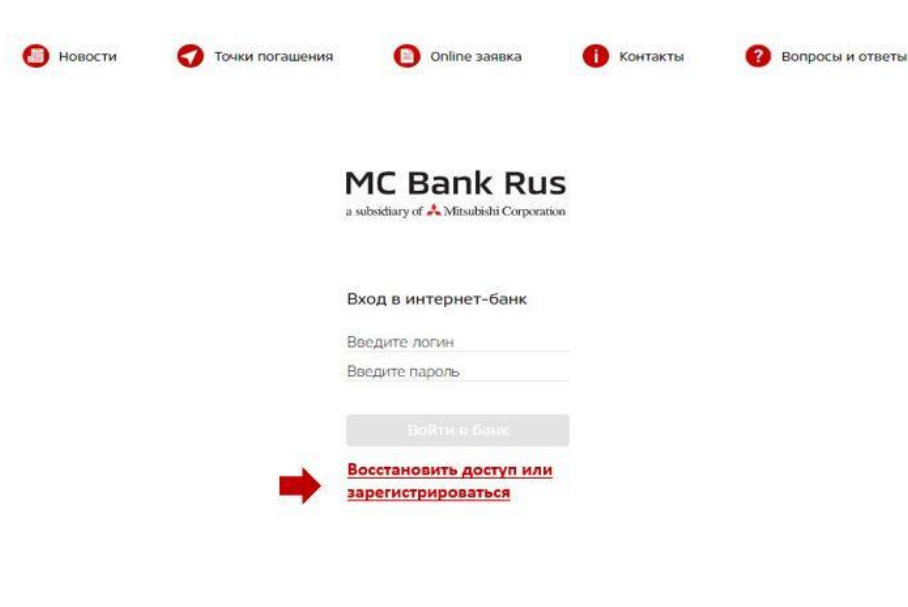 Новости
Точки погашения
Online заявка
Контакты
Вопросы и ответы
MC Bank Rus
a subsidiary of Mitsubishi Corporation
Вход в интернет-банк
Введите логин
Введите пароль
Войти в банк
Восстановить доступ или
зарегистрироваться